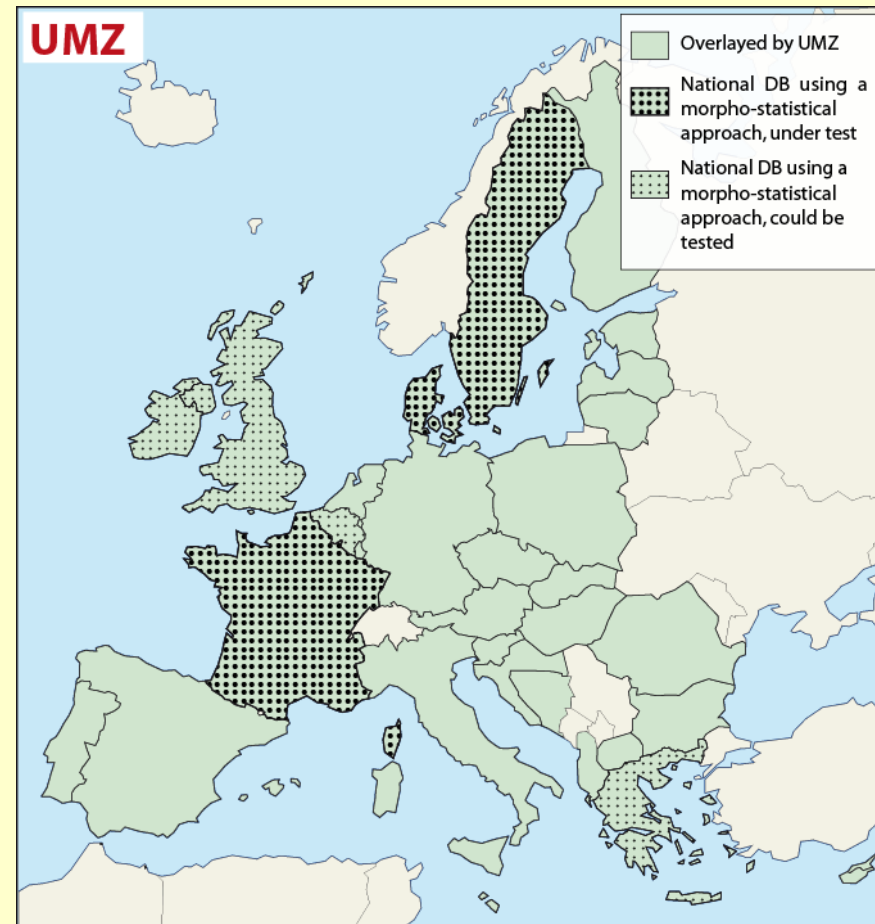 UMZ
Overlayed by UMZ
National DB using a
morpho-statistical
approach, under test
National DB using a
morpho-statistical
approach, could be
tested